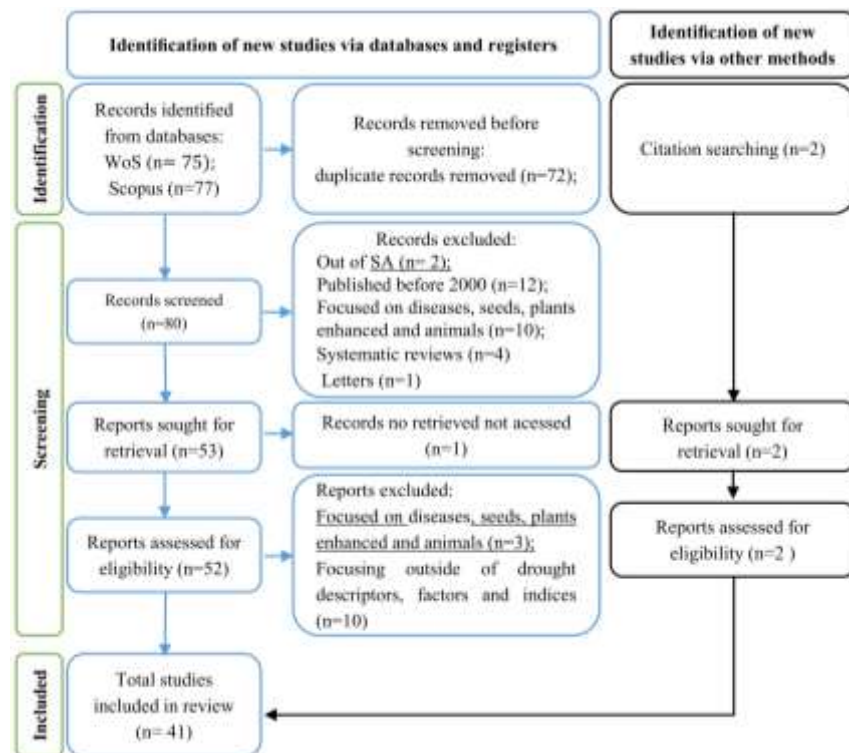 Identification of new studies via databases and registers
Identification of new
studies via other methods
Identification
Records identified
from databases:
WoS (n= 75);
Scopus (n=77)
Records removed before
screening:
duplicate records removed (n=72);
Citation searching (n=2)
Screening
Records screened
(n=80)
Records excluded:
Out of SA (n= 2);
Published before 2000 (n=12);
Focused on diseases, seeds, plants
enhanced and animals (n=10);
Systematic reviews (n=4)
Letters (n=1)
Reports sought for
retrieval (n=53)
Records no retrieved not acessed
(n=1)
Reports sought for
retrieval (n=2)
Reports assessed for
eligibility (n=52)
Reports excluded:
Focused on diseases, seeds, plants
enhanced and animals (n=3);
Focusing outside of drought
descriptors, factors and indices
(n=10)
Reports assessed for
eligibility (n=2 )
Included
Total studies
included in review
(n= 41)